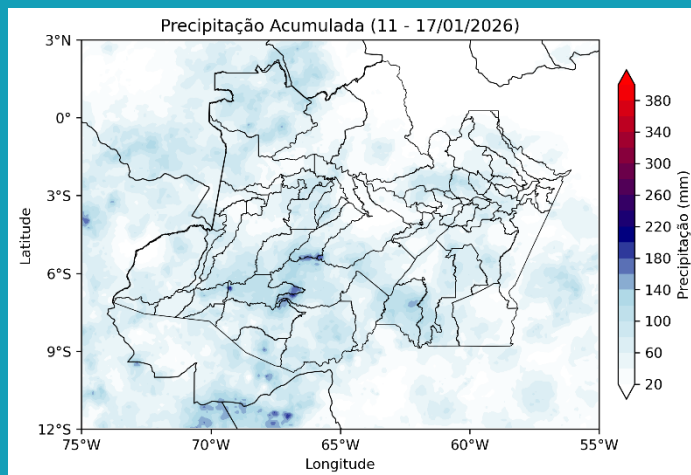 Precipitação Acumulada (11 - 17/01/2026)
3°N
0°
3°S
6°S
9°S
12°S
Latitude
75°W 70°W 65°W 60°W 55°W
Longitude
380
340
300
260
220
180
140
100
60
20
Precipitação (mm)